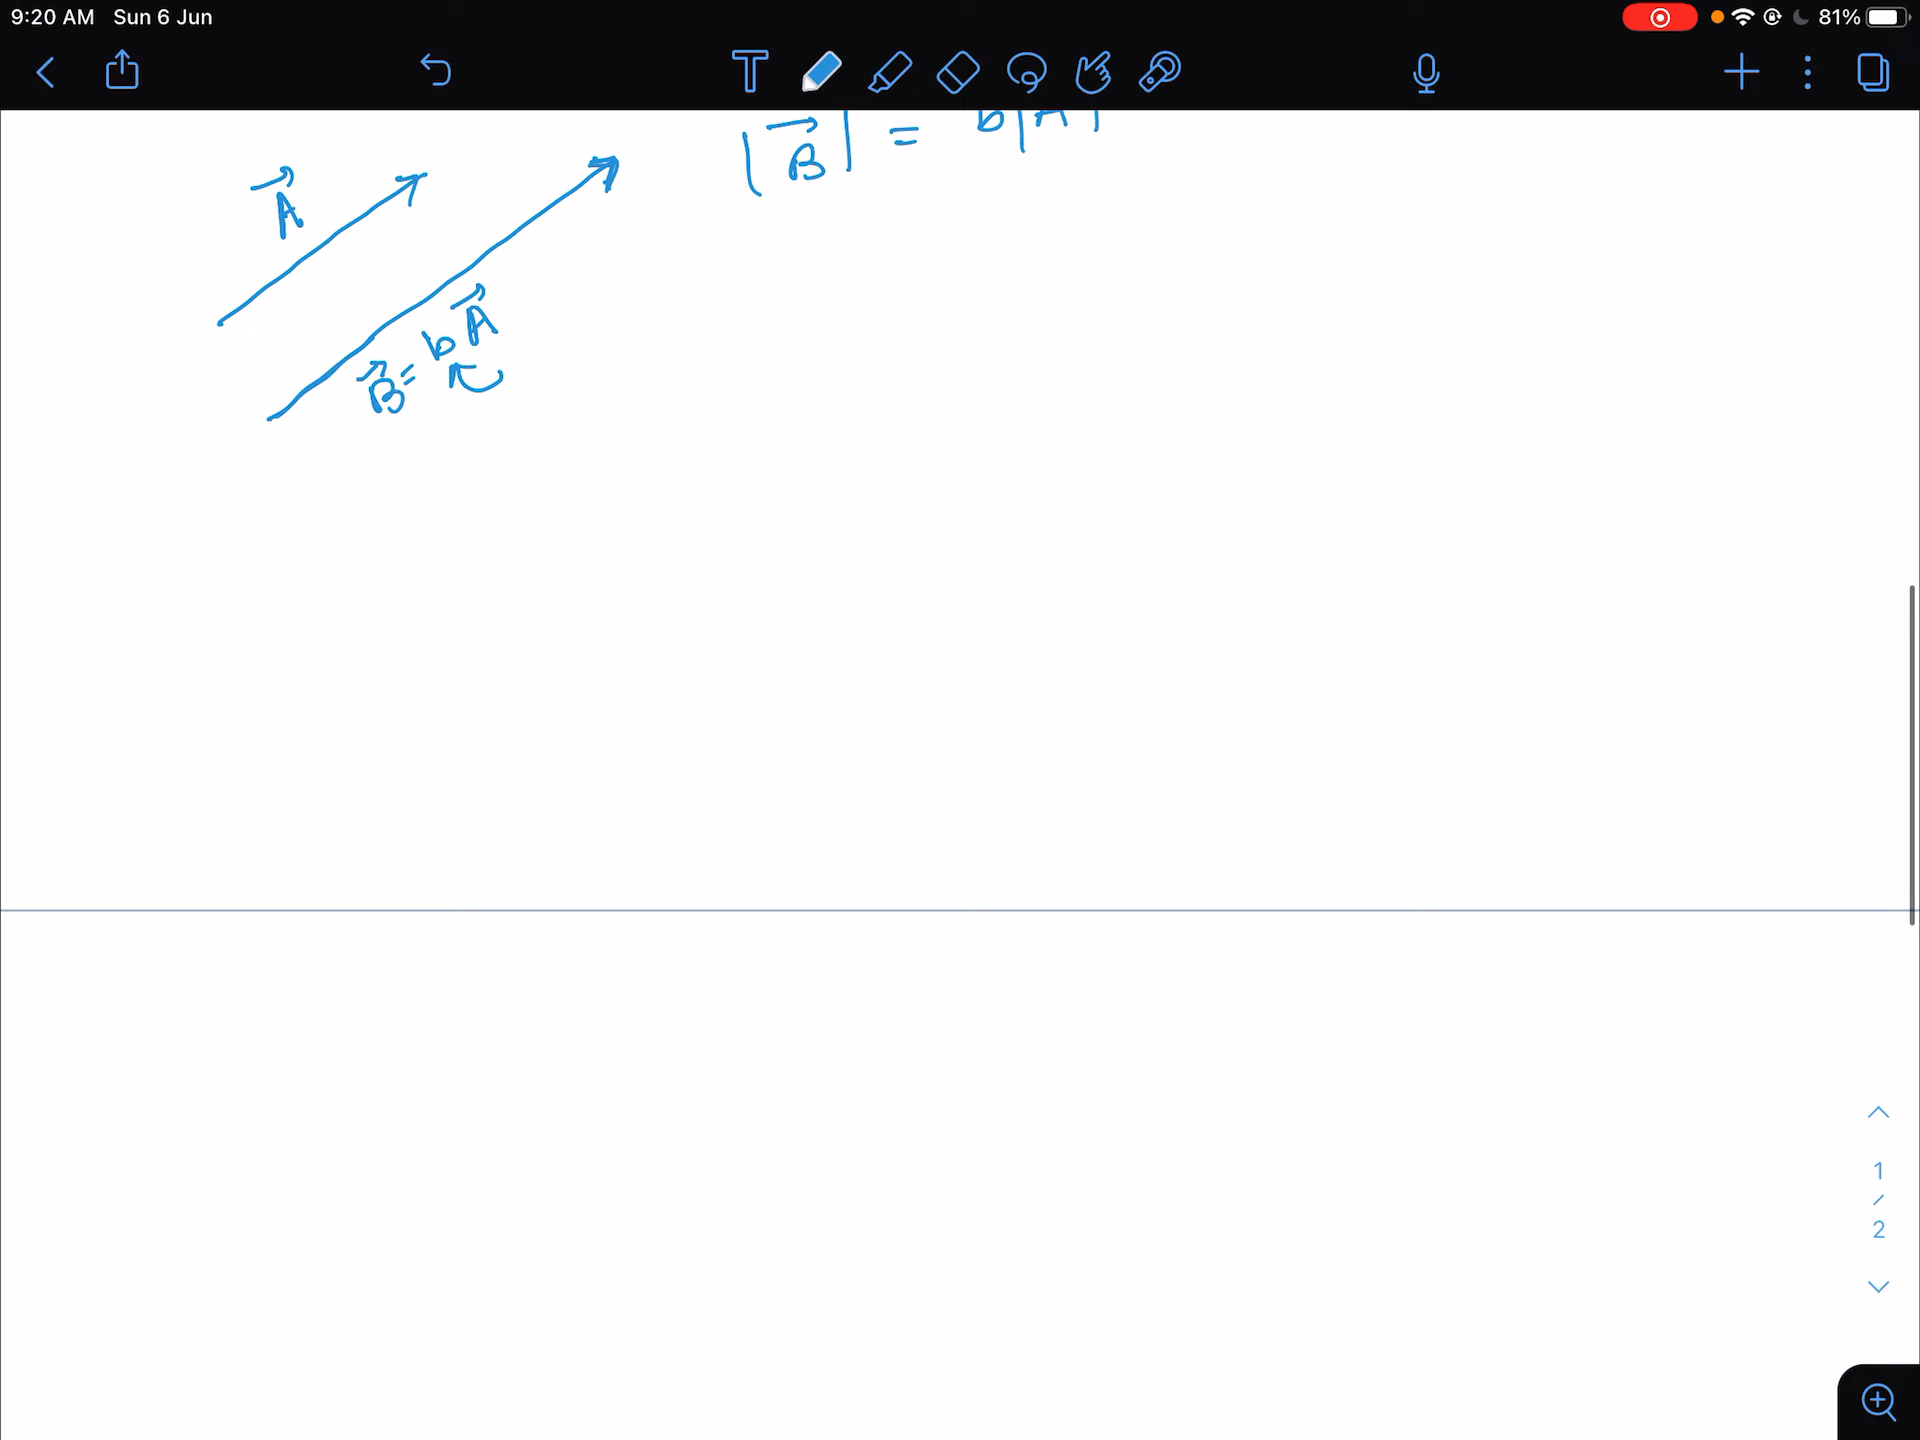 9:20 AM Sun 6 Jun
81%
T
|B⃗| = b|A|
A⃗
bA⃗
B⃗=
1
/
2